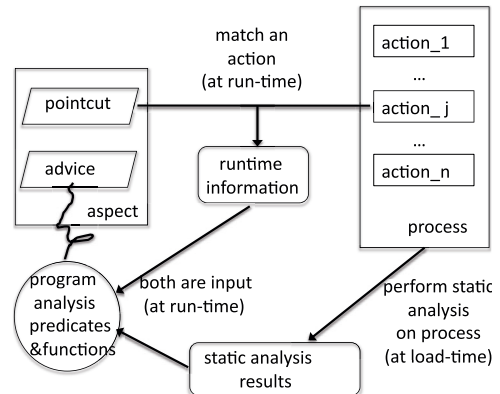 match an
action
(at run-time)
action_1
...
action_ j
...
action_n
process
pointcut
advice
aspect
runtime
information
program
analysis
predicates
&functions
both are input
(at run-time)
perform static
analysis
on process
(at load-time)
static analysis
results